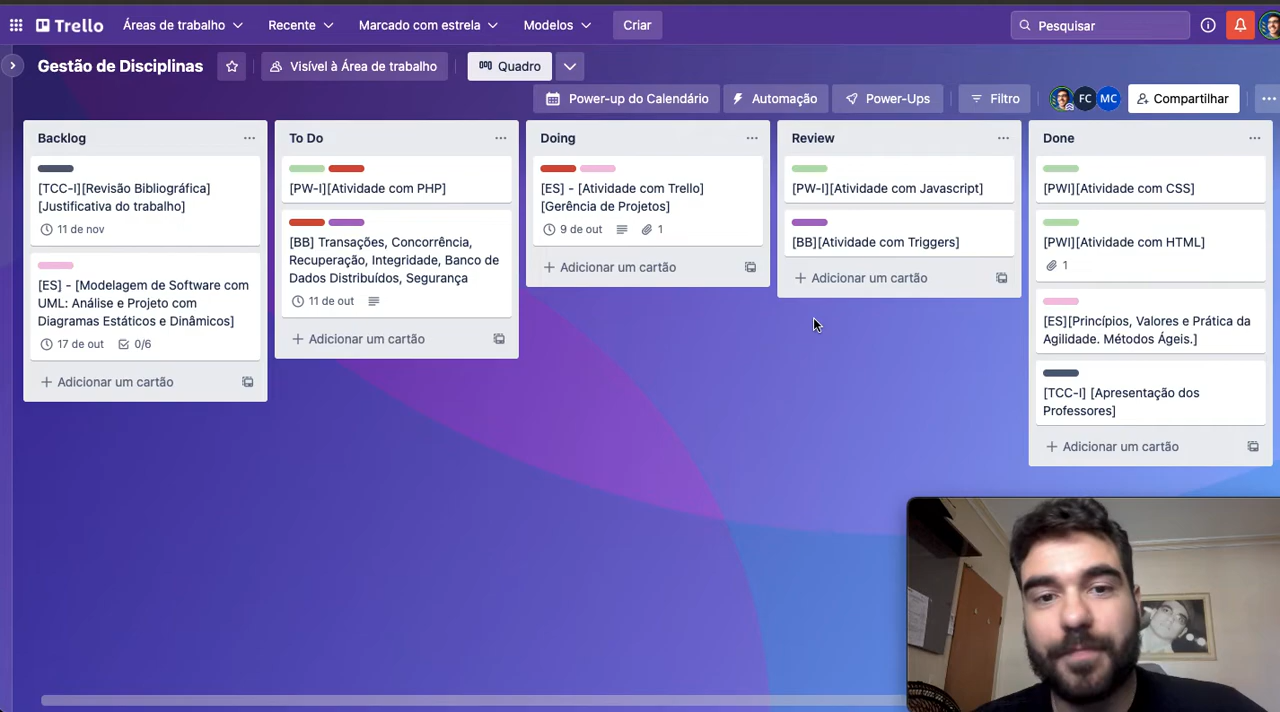 Trello
Áreas de trabalho
Recente
Marcado com estrela
Modelos
Criar
Pesquisar
Gestão de Disciplinas
Visível à Área de trabalho
Quadro
Power-up do Calendário
Automação
Power-Ups
Filtro
FC
MC
Compartilhar
Backlog
[TCC-I][Revisão Bibliográfica]
[Justificativa do trabalho]
11 de nov
[ES] - [Modelagem de Software com
UML: Análise e Projeto com
Diagramas Estáticos e Dinâmicos]
17 de out
0/6
+ Adicionar um cartão
To Do
[PW-I][Atividade com PHP]
[BB] Transações, Concorrência,
Recuperação, Integridade, Banco de
Dados Distribuídos, Segurança
11 de out
+ Adicionar um cartão
Doing
[ES] - [Atividade com Trello]
[Gerência de Projetos]
9 de out
1
+ Adicionar um cartão
Review
[PW-I][Atividade com Javascript]
[BB][Atividade com Triggers]
+ Adicionar um cartão
Done
[PWI][Atividade com CSS]
[PWI][Atividade com HTML]
1
[ES][Princípios, Valores e Prática da
Agilidade. Métodos Ágeis.]
[TCC-I] [Apresentação dos
Professores]
+ Adicionar um cartão